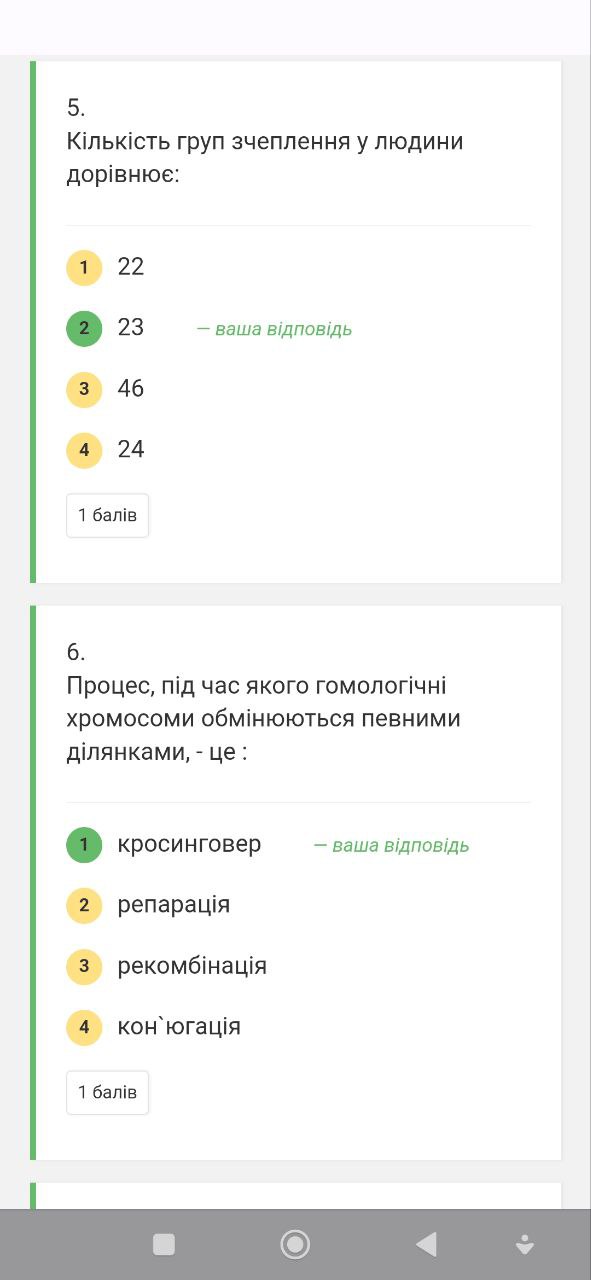 5.
Кількість груп зчеплення у людини
дорівнює:
1 22
2 23 — ваша відповідь
3 46
4 24
1 балів
6.
Процес, під час якого гомологічні
хромосоми обмінюються певними
ділянками, - це :
1 кросинговер — ваша відповідь
2 репарація
3 рекомбінація
4 кон`югація
1 балів